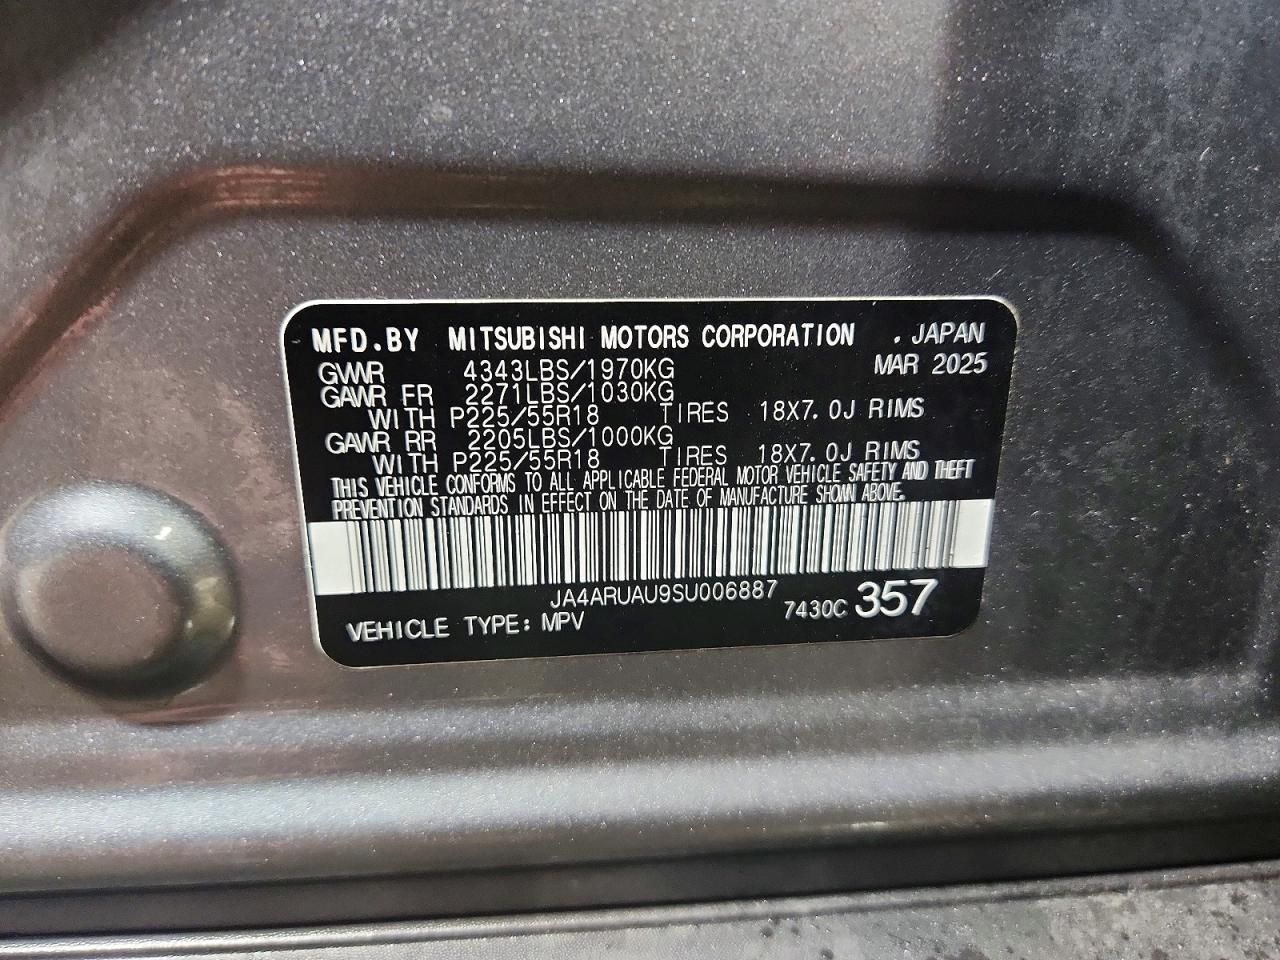 MFD.BY MITSUBISHI MOTORS CORPORATION . JAPAN
GVWR 4343LBS/1970KG MAR 2025
GAWR FR 2271LBS/1030KG
WITH P225/55R18 TIRES 18X7.0J RIMS
GAWR RR 2205LBS/1000KG
WITH P225/55R18 TIRES 18X7.0J RIMS
THIS VEHICLE CONFORMS TO ALL APPLICABLE FEDERAL MOTOR VEHICLE SAFETY AND THEFT
PREVENTION STANDARDS IN EFFECT ON THE DATE OF MANUFACTURE SHOWN ABOVE.
JA4ARUAU9SU006887
VEHICLE TYPE: MPV 7430C 357